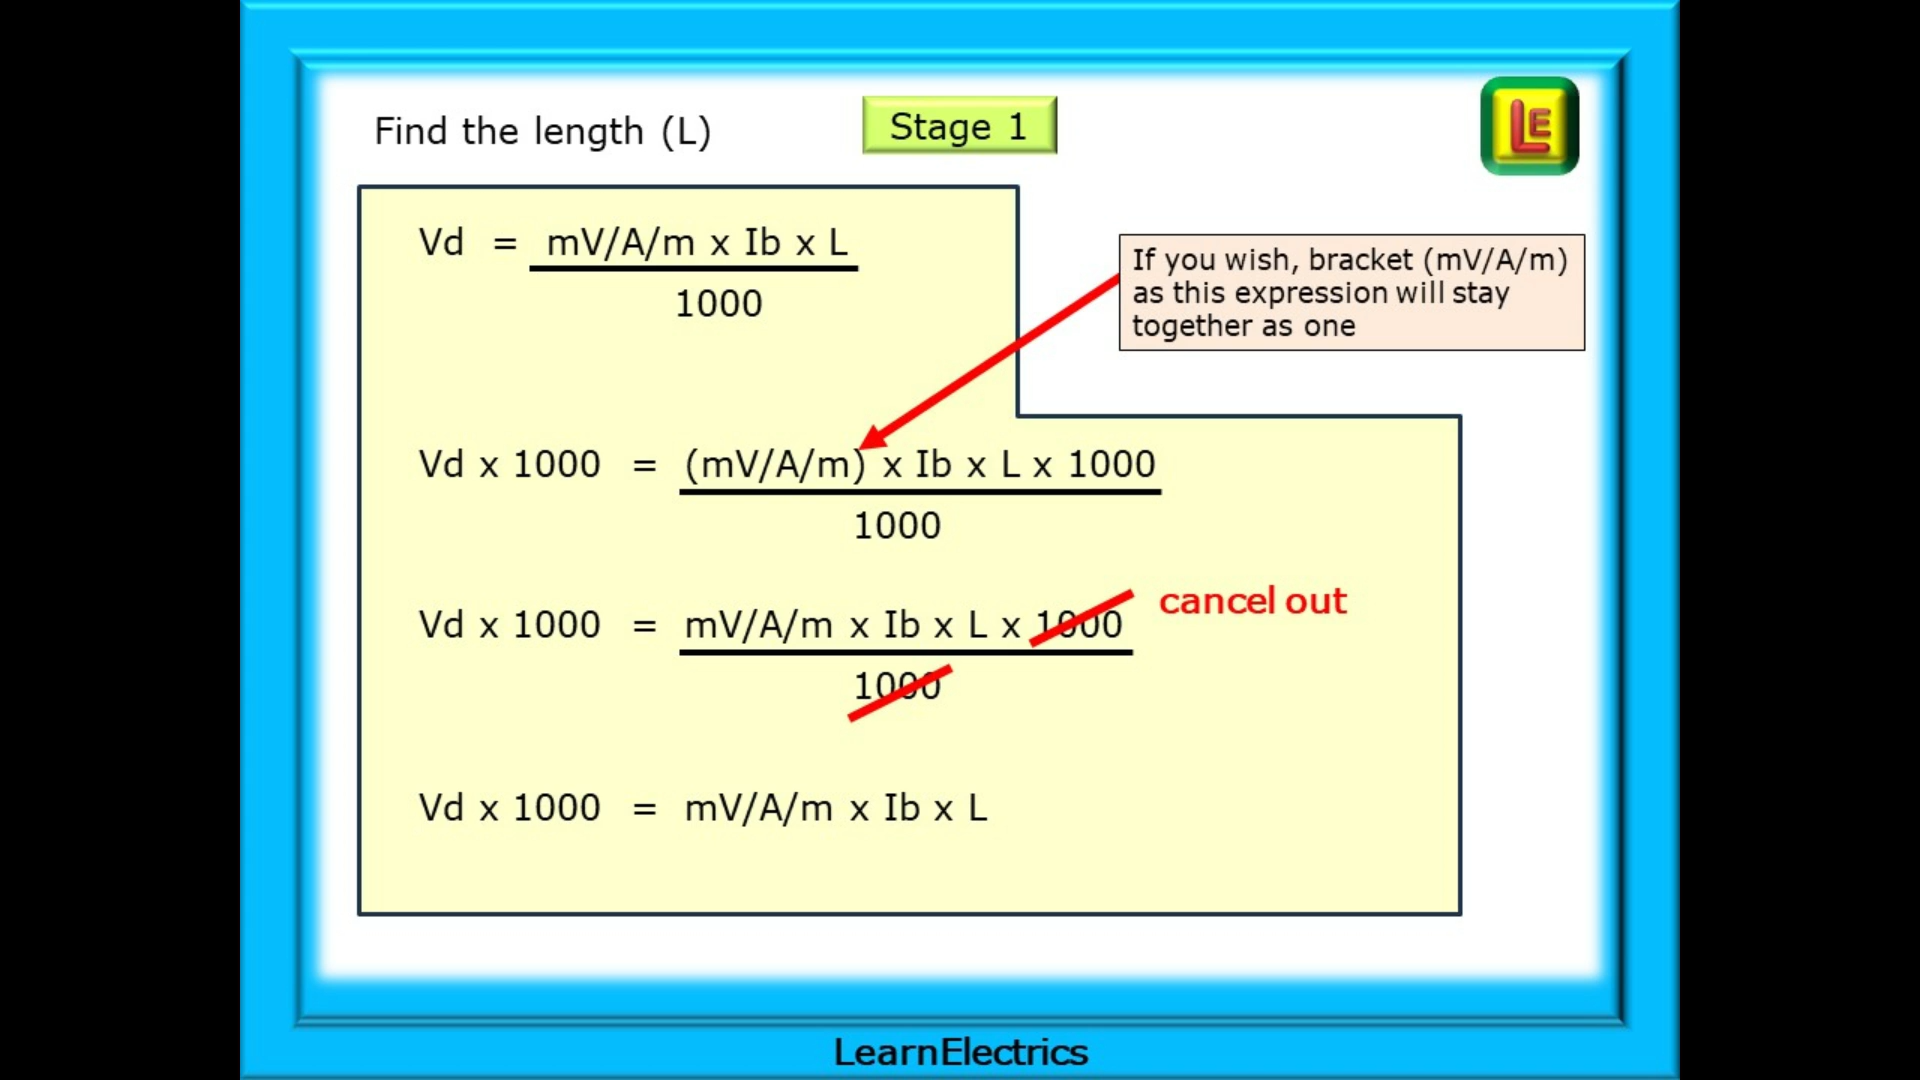 Find the length (L)
Stage 1
LE
Vd = mV/A/m x Ib x L
1000
If you wish, bracket (mV/A/m)
as this expression will stay
together as one
Vd x 1000 = (mV/A/m) x Ib x L x 1000
1000
cancel out
Vd x 1000 = mV/A/m x Ib x L x 1000
1000
Vd x 1000 = mV/A/m x Ib x L
LearnElectrics